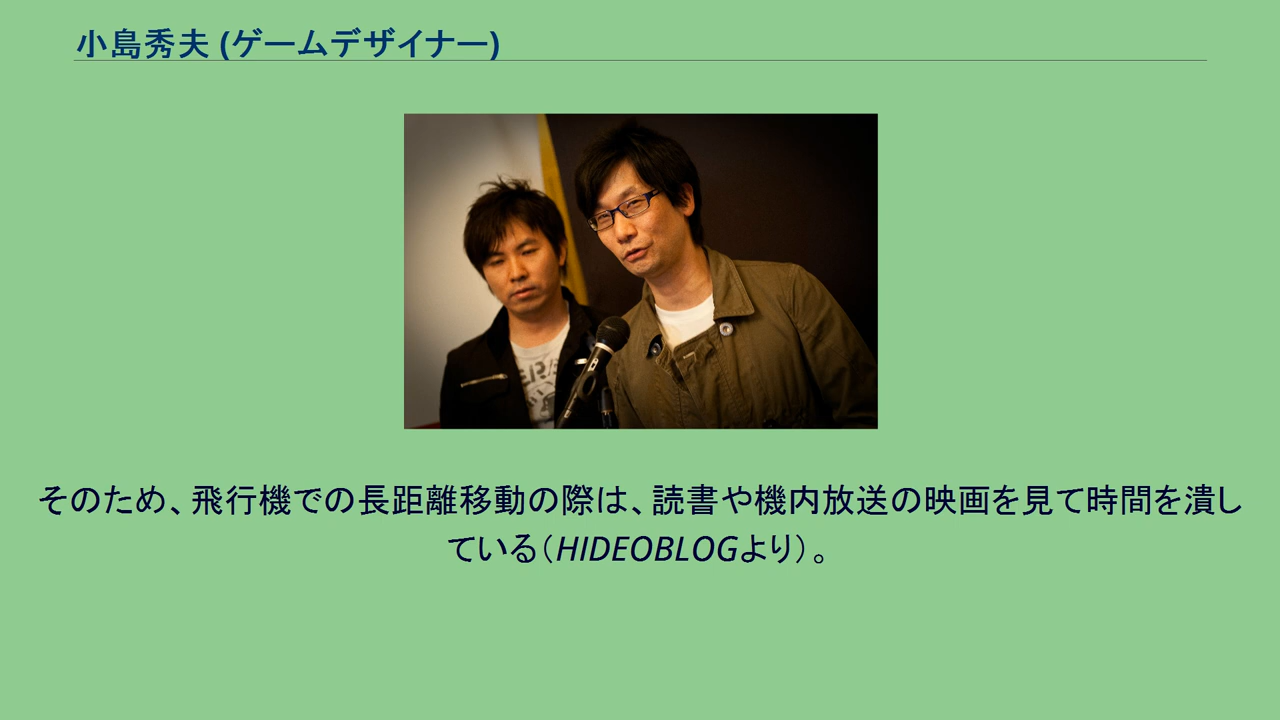 小島秀夫 (ゲームデザイナー)
そのため、飛行機での長距離移動の際は、読書や機内放送の映画を見て時間を潰し
ている（HIDEOBLOGより）。